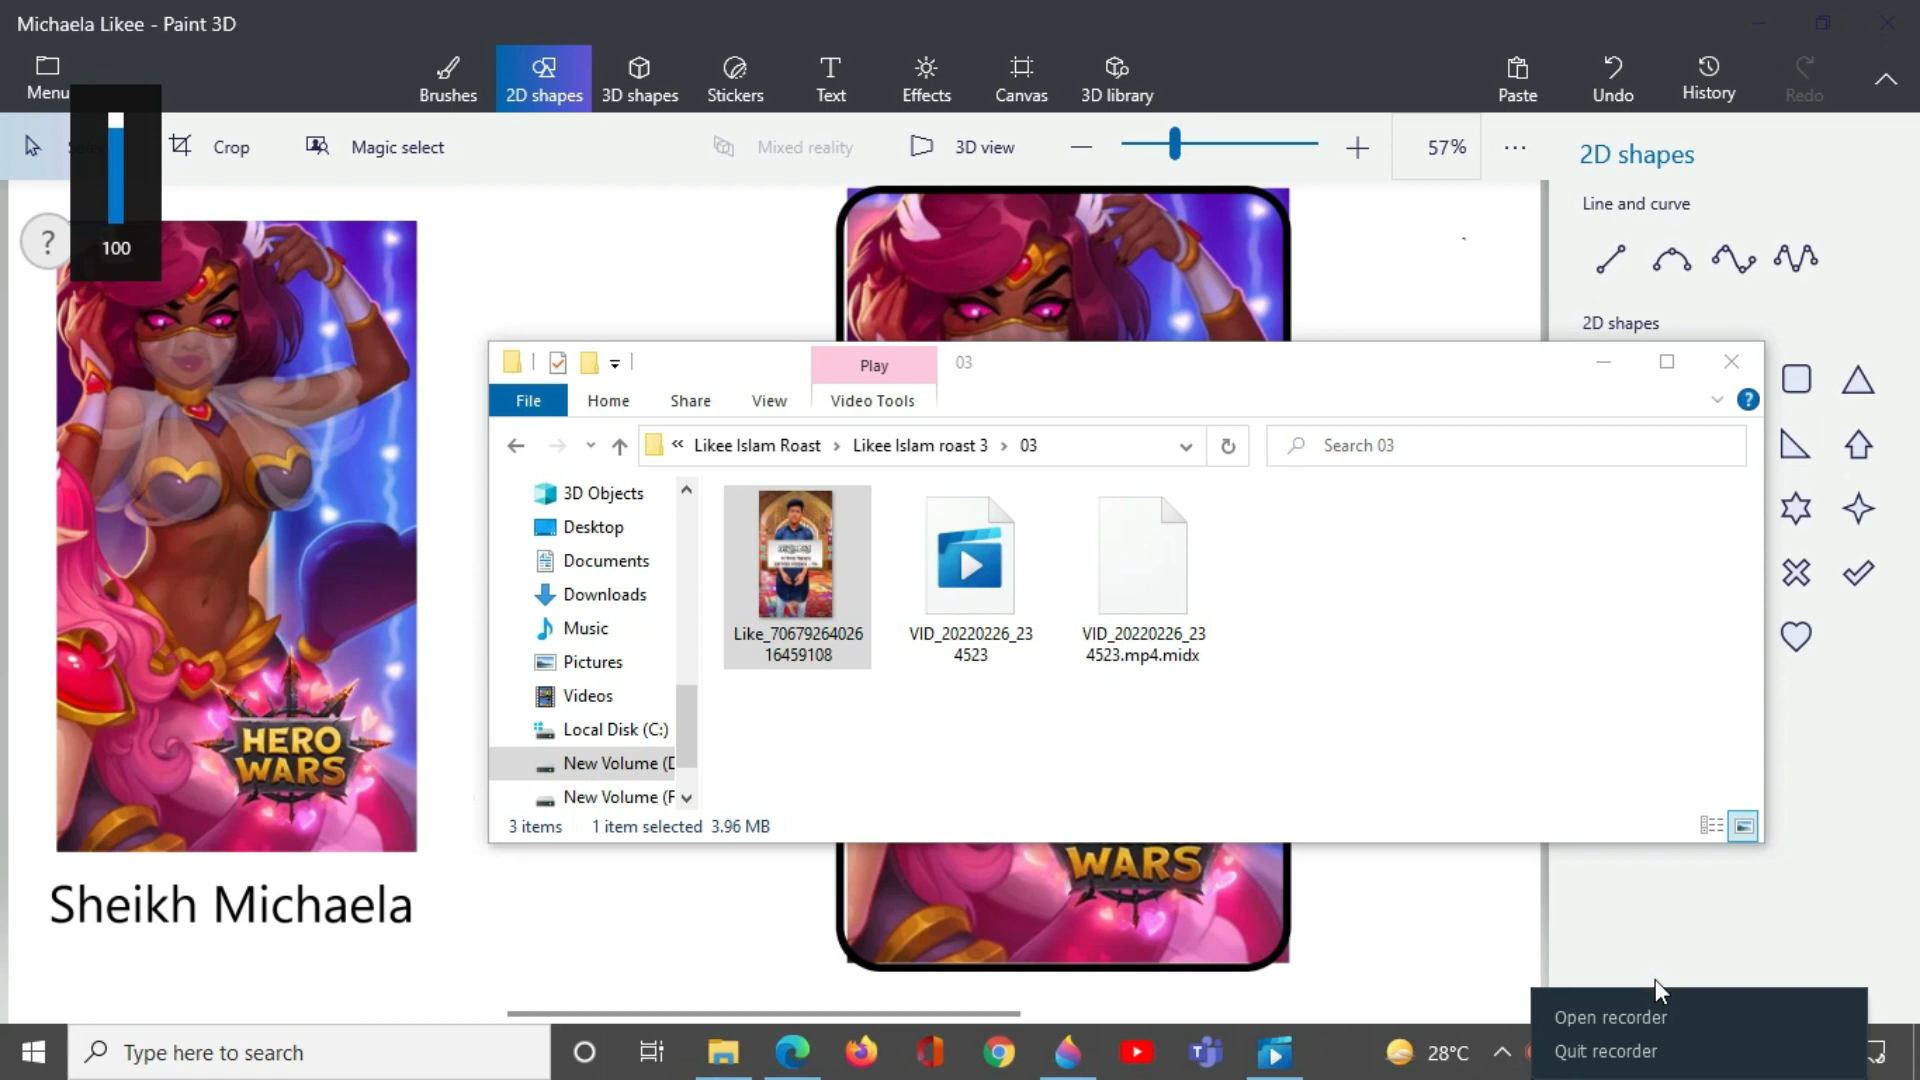 Michaela Likee - Paint 3D
Menu
Brushes
2D shapes
3D shapes
Stickers
Text
Effects
Canvas
3D library
Paste
Undo
History
Redo
Crop
Magic select
Mixed reality
3D view
57%
100
?
2D shapes
Line and curve
2D shapes
HERO
WARS
Sheikh Michaela
WARS
Play
03
File
Home
Share
View
Video Tools
?
« Likee Islam Roast > Likee Islam roast 3 > 03
Search 03
3D Objects
Desktop
Documents
Downloads
Music
Pictures
Videos
Local Disk (C:)
New Volume (D
New Volume (F
Like_70679264026
16459108
VID_20220226_23
4523
VID_20220226_23
4523.mp4.midx
3 items
1 item selected 3.96 MB
Open recorder
Quit recorder
Type here to search
28°C